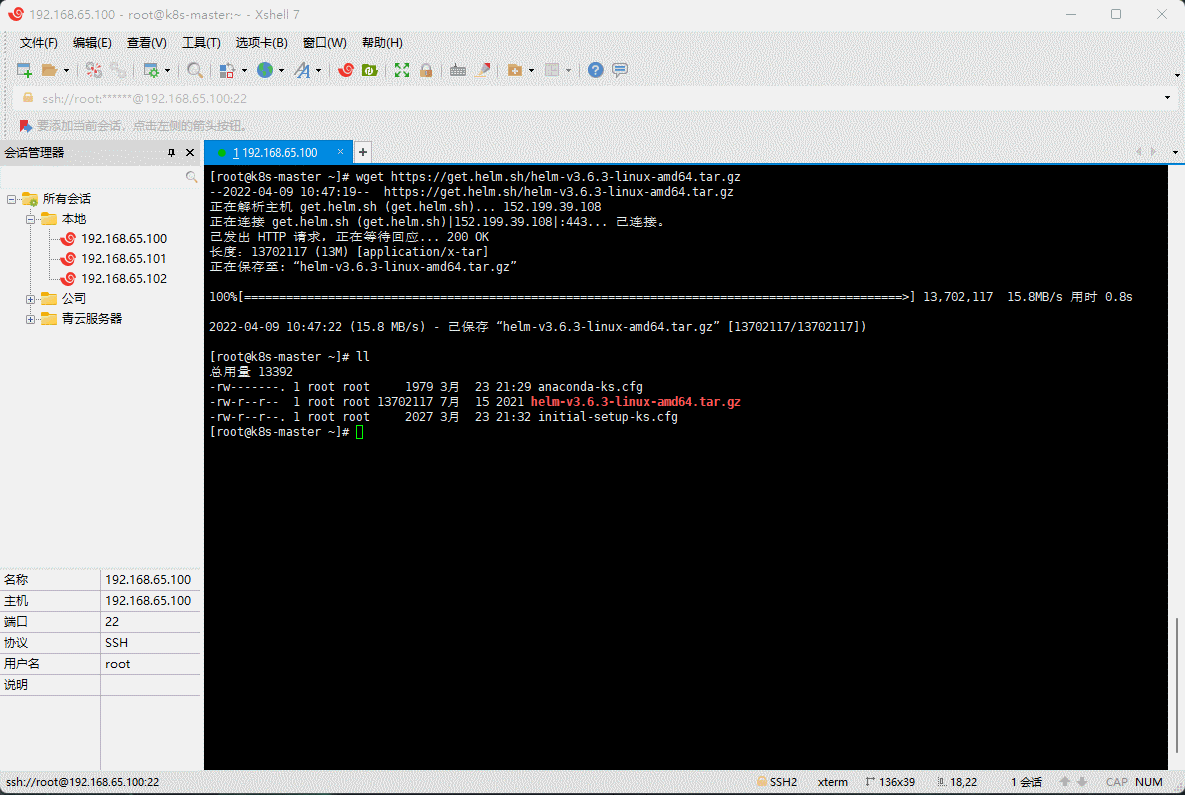 192.168.65.100 - root@k8s-master:~ - Xshell 7
文件(F) 编辑(E) 查看(V) 工具(T) 选项卡(B) 窗口(W) 帮助(H)
ssh://root:******@192.168.65.100:22
要添加当前会话，点击左侧的箭头按钮。
会话管理器
1 192.168.65.100
所有会话
本地
192.168.65.100
192.168.65.101
192.168.65.102
公司
青云服务器
名称 192.168.65.100
主机 192.168.65.100
端口 22
协议 SSH
用户名 root
说明
[root@k8s-master ~]# wget https://get.helm.sh/helm-v3.6.3-linux-amd64.tar.gz
--2022-04-09 10:47:19--  https://get.helm.sh/helm-v3.6.3-linux-amd64.tar.gz
正在解析主机 get.helm.sh (get.helm.sh)... 152.199.39.108
正在连接 get.helm.sh (get.helm.sh)|152.199.39.108|:443... 已连接。
已发出 HTTP 请求，正在等待回应... 200 OK
长度：13702117 (13M) [application/x-tar]
正在保存至: “helm-v3.6.3-linux-amd64.tar.gz”
100%[==============================================================================================>] 13,702,117  15.8MB/s 用时 0.8s
2022-04-09 10:47:22 (15.8 MB/s) - 已保存 “helm-v3.6.3-linux-amd64.tar.gz” [13702117/13702117])
[root@k8s-master ~]# ll
总用量 13392
-rw-------. 1 root root     1979 3月  23 21:29 anaconda-ks.cfg
-rw-r--r--  1 root root 13702117 7月  15 2021 helm-v3.6.3-linux-amd64.tar.gz
-rw-r--r--. 1 root root     2027 3月  23 21:32 initial-setup-ks.cfg
[root@k8s-master ~]#
ssh://root@192.168.65.100:22 SSH2 xterm 136x39 18,22 1 会话 CAP NUM